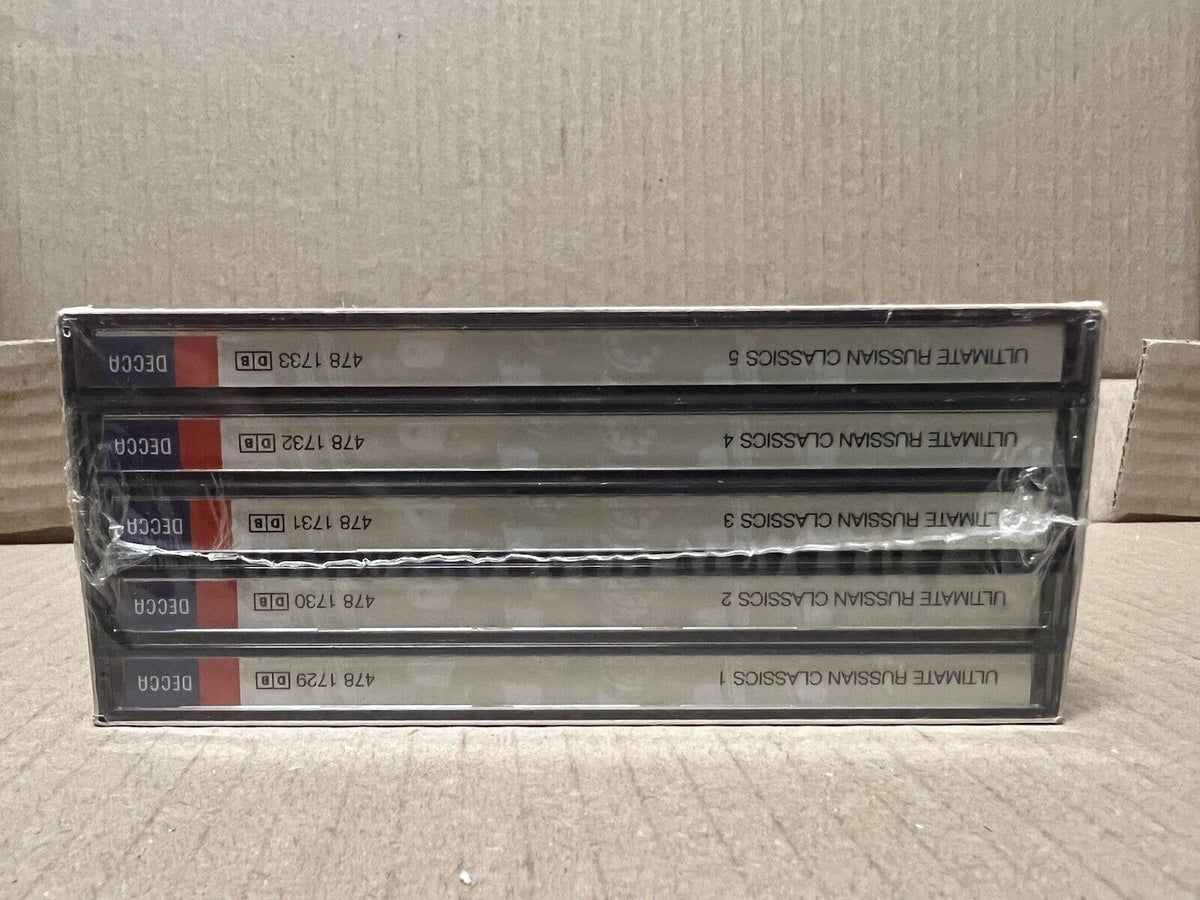 ULTIMATE RUSSIAN CLASSICS 1 478 1729 DB DECCA
ULTIMATE RUSSIAN CLASSICS 2 478 1730 DB DECCA
ULTIMATE RUSSIAN CLASSICS 3 478 1731 DB DECCA
ULTIMATE RUSSIAN CLASSICS 4 478 1732 DB DECCA
ULTIMATE RUSSIAN CLASSICS 5 478 1733 DB DECCA